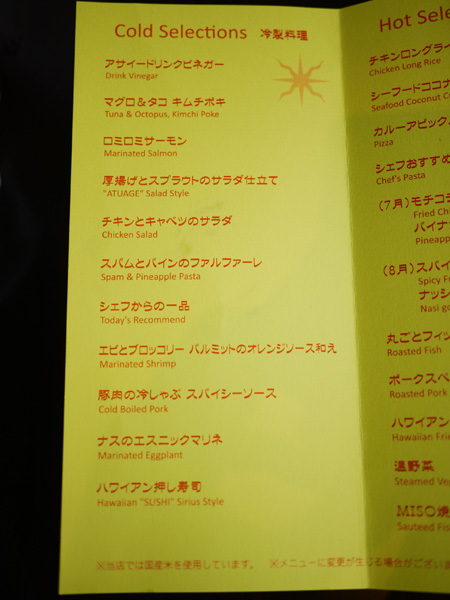 Cold Selections 冷製料理
アサイードリンクビネガー
Drink Vinegar
マグロ&タコ キムチポキ
Tuna & Octopus, Kimchi Poke
ロミロミサーモン
Marinated Salmon
厚揚げとスプラウトのサラダ仕立て
"ATUAGE" Salad Style
チキンとキャベツのサラダ
Chicken Salad
スパムとパインのファルファーレ
Spam & Pineapple Pasta
シェフからの一品
Today's Recommend
エビとブロッコリー パルミットのオレンジソース和え
Marinated Shrimp
豚肉の冷しゃぶ スパイシーソース
Cold Boiled Pork
ナスのエスニックマリネ
Marinated Eggplant
ハワイアン押し寿司
Hawaiian "SUSHI" Sirius Style
※当店では国産米を使用しています。 ※メニューに変更が生じる場合がござい
Hot Sele
チキンロングライ
Chicken Long Rice
シーフードココナ
Seafood Coconut C
カルーアピック
Pizza
シェフおすすめ
Chef's Pasta
(7月) モチコチ
Fried Chi
パイナ
Pineap
(8月) スパイ
Spicy Fr
ナッシ
Nasi go
丸ごとフィッ
Roasted Fish
ポークスペ
Roasted Pork
ハワイアン
Hawaiian Frie
温野菜
Steamed Veg
MISO焼
Sauteed Fis